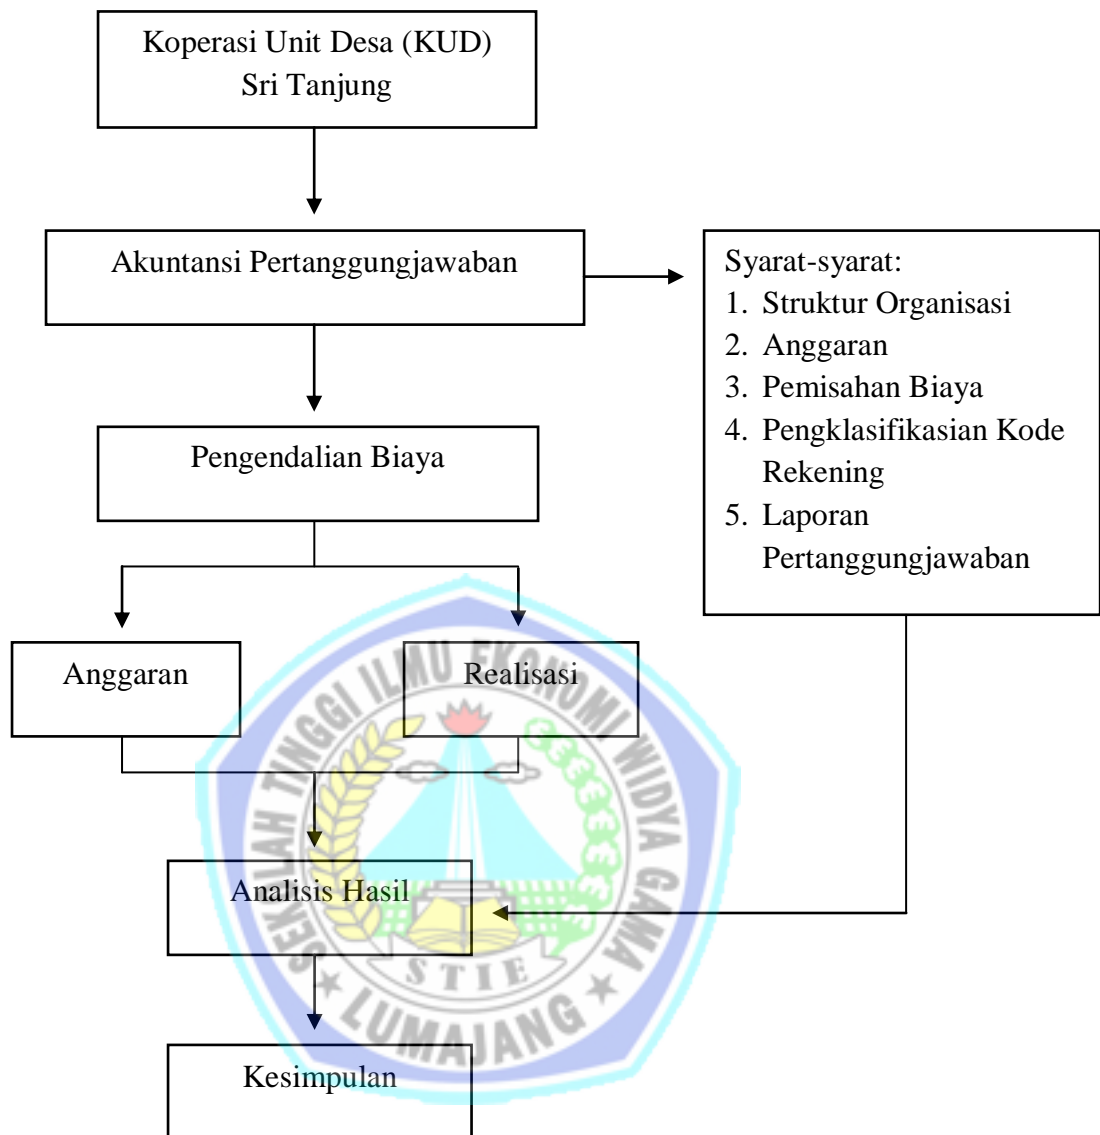 Koperasi Unit Desa (KUD)
Sri Tanjung
Akuntansi Pertanggungjawaban
Syarat-syarat:
1. Struktur Organisasi
2. Anggaran
3. Pemisahan Biaya
4. Pengklasifikasian Kode
Rekening
5. Laporan
Pertanggungjawaban
Pengendalian Biaya
Anggaran
Realisasi
Analisis Hasil
Kesimpulan
SEKOLAH TINGGI ILMU EKONOMI WIDYA GAMA
STIE
LUMAJANG